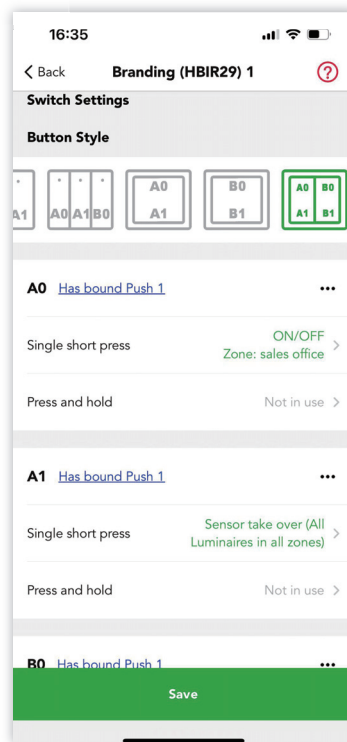 16:35
Back Branding (HBIR29) 1 ?
Switch Settings
Button Style
A1 A0 A1 B0 A0 B0 A0 B0
A1 B1 A1 B1
A0 Has bound Push 1 •••
Single short press ON/OFF
Zone: sales office
Press and hold Not in use
A1 Has bound Push 1 •••
Single short press Sensor take over (All
Luminaires in all zones)
Press and hold Not in use
B0 Has bound Push 1 •••
Save